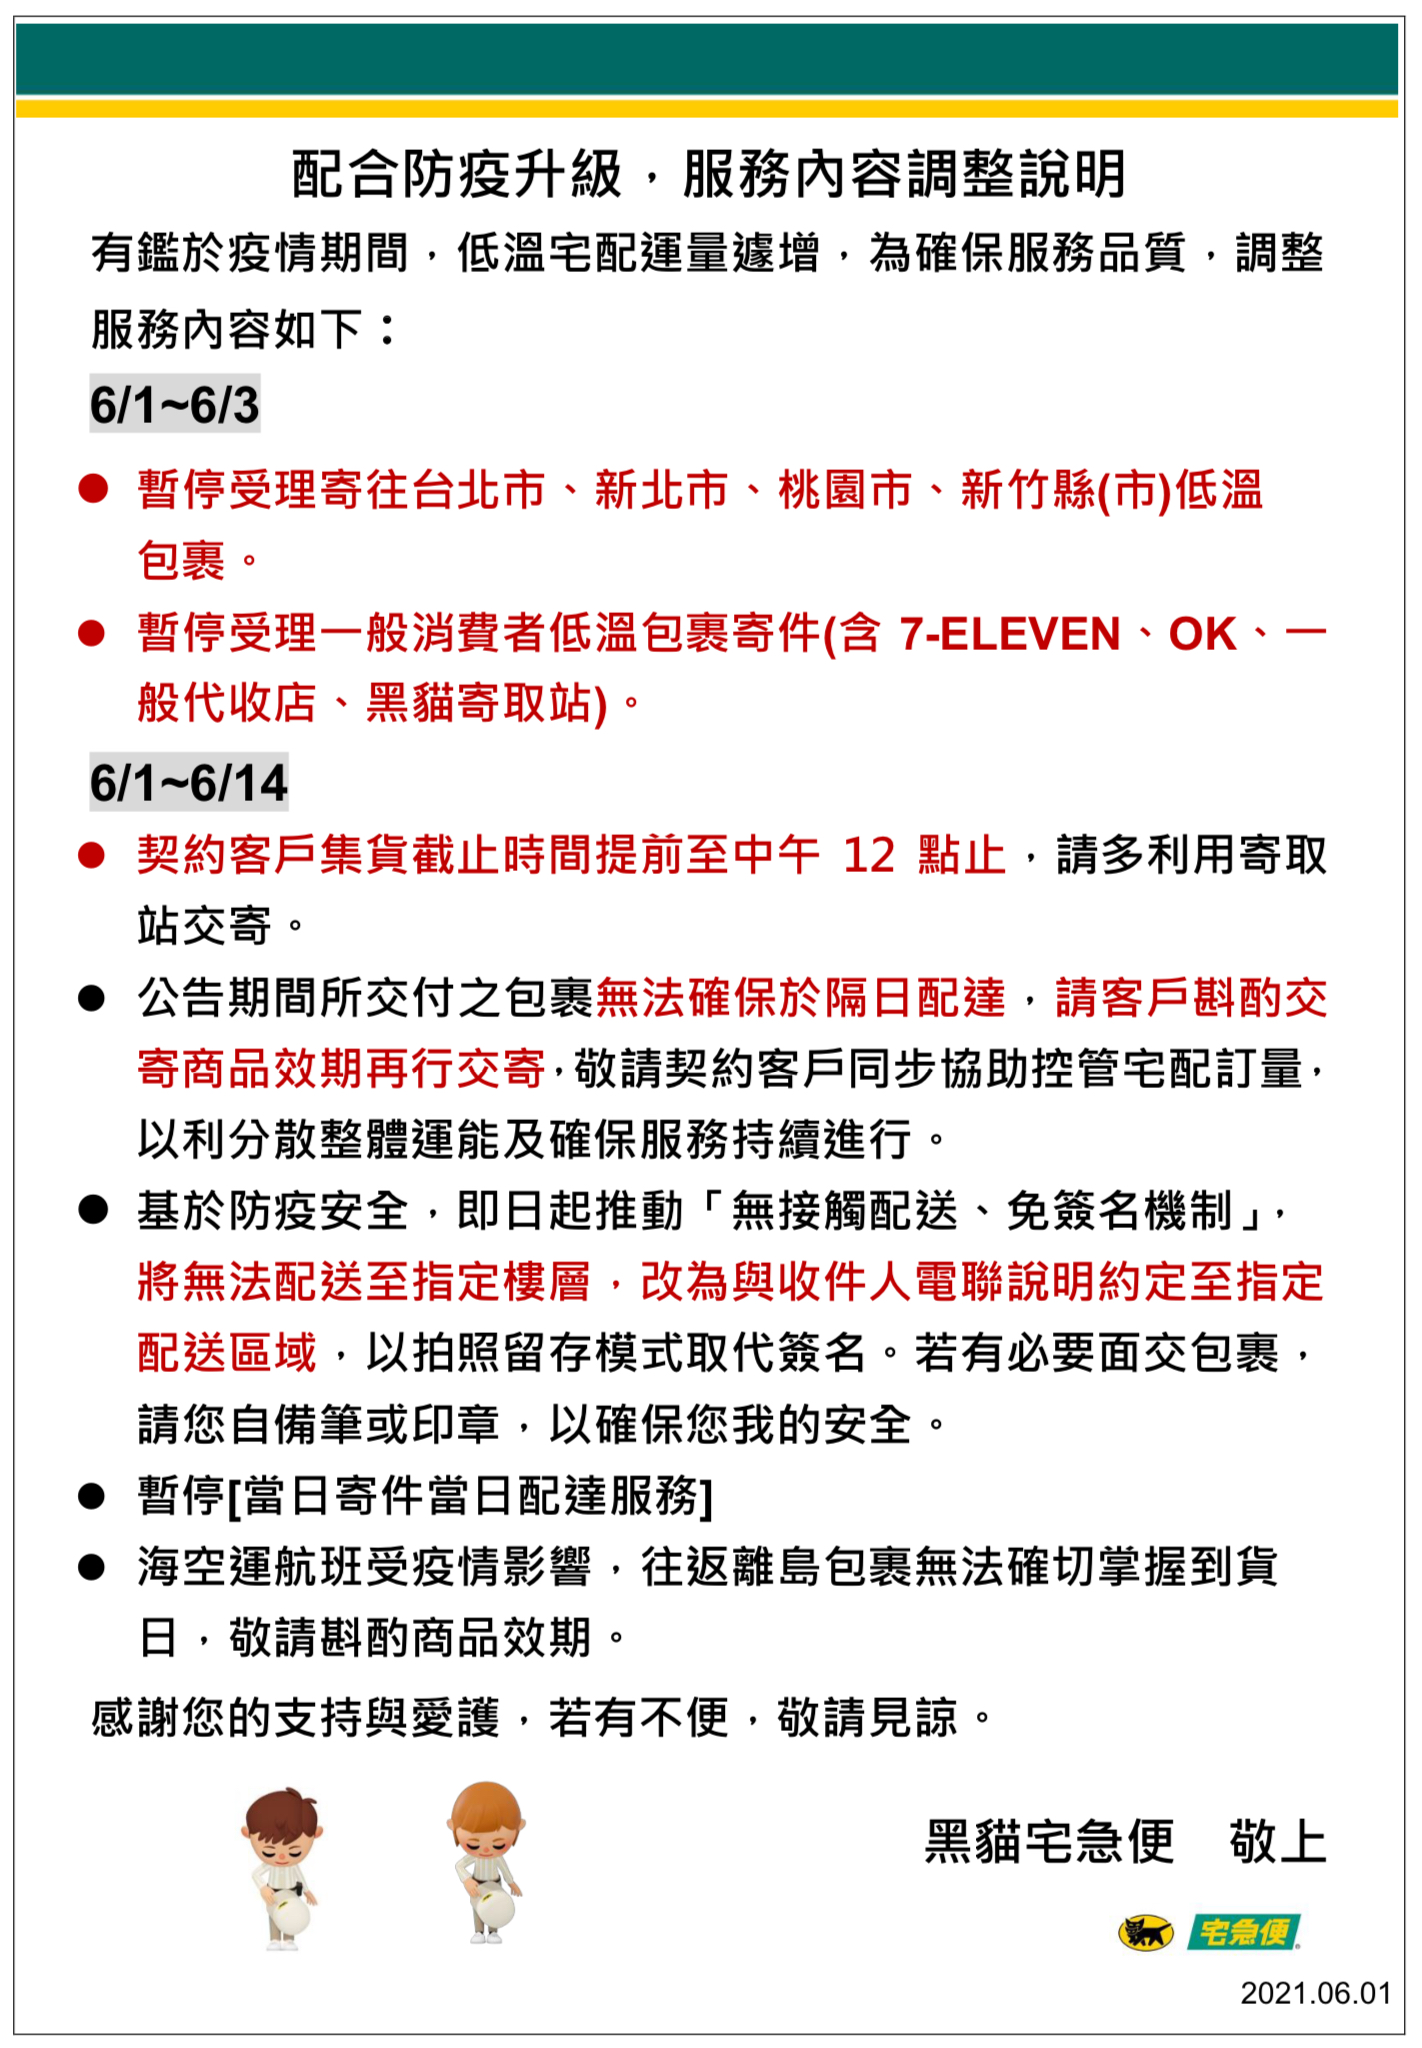 配合防疫升級，服務內容調整說明
有鑑於疫情期間，低溫宅配運量遽增，為確保服務品質，調整
服務內容如下：
6/1~6/3
● 暫停受理寄往台北市、新北市、桃園市、新竹縣(市)低溫
包裹。
● 暫停受理一般消費者低溫包裹寄件(含 7-ELEVEN、OK、一
般代收店、黑貓寄取站)。
6/1~6/14
● 契約客戶集貨截止時間提前至中午 12 點止，請多利用寄取
站交寄。
● 公告期間所交付之包裹無法確保於隔日配達，請客戶斟酌交
寄商品效期再行交寄，敬請契約客戶同步協助控管宅配訂量，
以利分散整體運能及確保服務持續進行。
● 基於防疫安全，即日起推動「無接觸配送、免簽名機制」，
將無法配送至指定樓層，改為與收件人電聯說明約定至指定
配送區域，以拍照留存模式取代簽名。若有必要面交包裹，
請您自備筆或印章，以確保您我的安全。
● 暫停[當日寄件當日配達服務]
● 海空運航班受疫情影響，往返離島包裹無法確切掌握到貨
日，敬請斟酌商品效期。
感謝您的支持與愛護，若有不便，敬請見諒。
黑貓宅急便　敬上
宅急便
2021.06.01